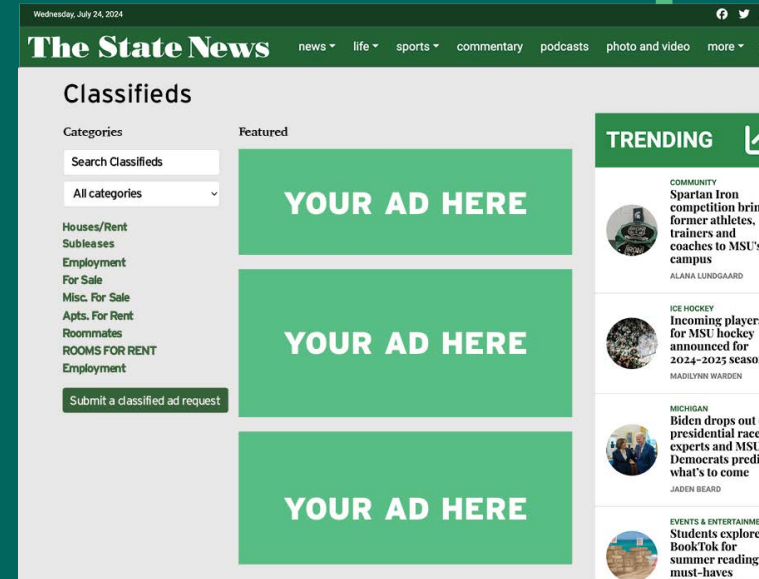 Wednesday, July 24, 2024
The State News
news life sports commentary podcasts photo and video more
Classifieds
Categories
Search Classifieds
All categories
Houses/Rent
Subleases
Employment
For Sale
Misc. For Sale
Apts. For Rent
Roommates
ROOMS FOR RENT
Employment
Submit a classified ad request
Featured
YOUR AD HERE
YOUR AD HERE
YOUR AD HERE
TRENDING
COMMUNITY
Spartan Iron
competition
former athletes,
trainers and
coaches to MSU's
campus
ALANA LUNDGAARD
ICE HOCKEY
Incoming
for MSU hockey
announced for
2024-2025
MADILYNN WARDEN
MICHIGAN
Biden drops out
presidential race
experts and
Democrats
what's to come
JADEN BEARD
EVENTS &
Students explore
BookTok for
summer reading
must-haves